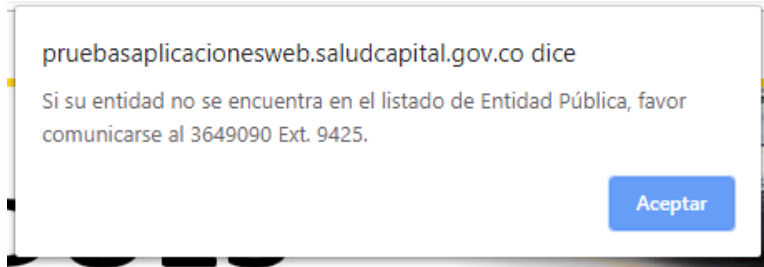 pruebasaplicacionesweb.saludcapital.gov.co dice
Si su entidad no se encuentra en el listado de Entidad Pública, favor
comunicarse al 3649090 Ext. 9425.
Aceptar